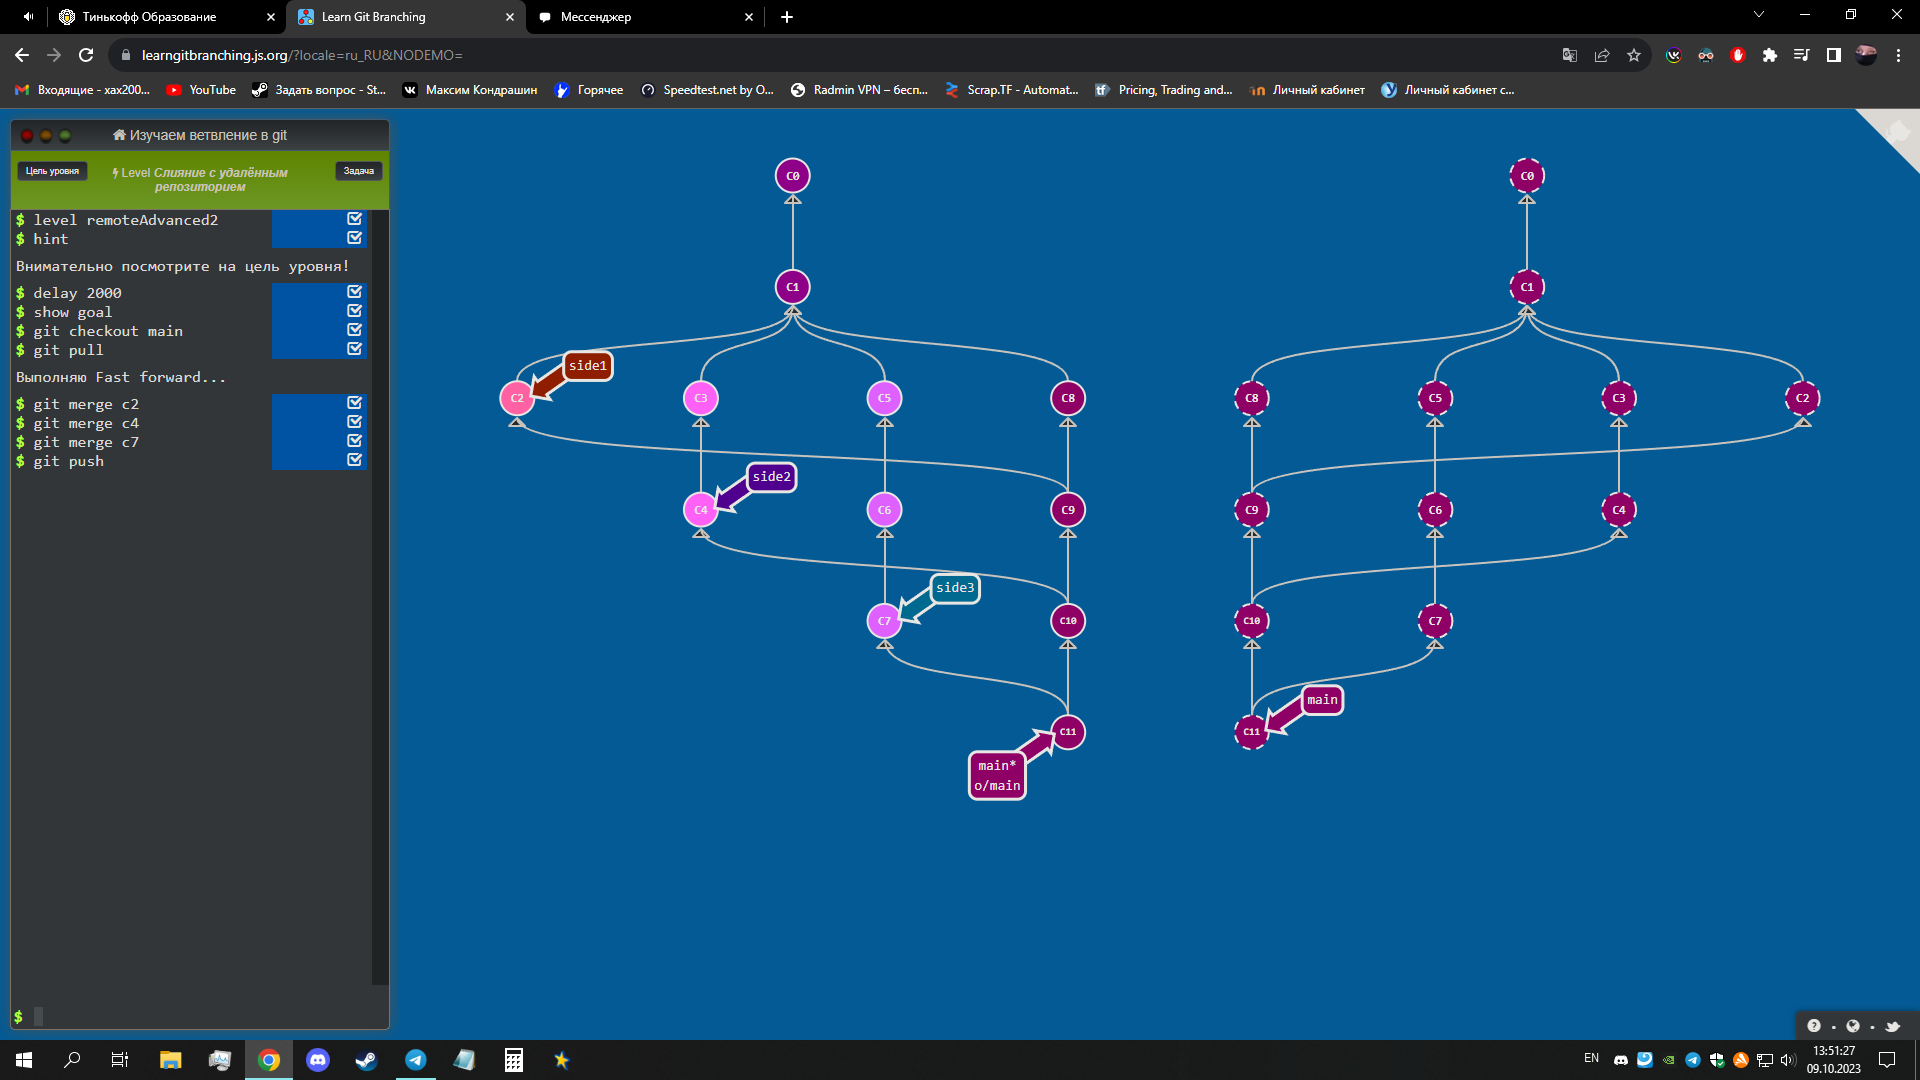 Тинькофф Образование
Learn Git Branching
Мессенджер
learngitbranching.js.org/?locale=ru_RU&NODEMO=
Входящие - xax200...
YouTube
Задать вопрос - St...
Максим Кондрашин
Горячее
Speedtest.net by O...
Radmin VPN – бесп...
Scrap.TF - Automat...
Pricing, Trading and...
Личный кабинет
Личный кабинет с...
Изучаем ветвление в git
Цель уровня
Level Слияние с удалённым
репозиторием
Задача
$ level remoteAdvanced2
$ hint
Внимательно посмотрите на цель уровня!
$ delay 2000
$ show goal
$ git checkout main
$ git pull
Выполняю Fast forward...
$ git merge c2
$ git merge c4
$ git merge c7
$ git push
$
C0
C1
side1
C2
C3
C5
C8
side2
C4
C6
C9
side3
C7
C10
C11
main*
o/main
C0
C1
C8
C5
C3
C2
C9
C6
C4
C10
C7
main
C11
EN
13:51:27
09.10.2023